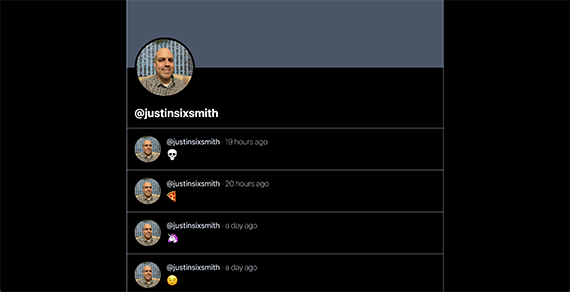 @justinsixsmith
@justinsixsmith · 19 hours ago
💀
@justinsixsmith · 20 hours ago
🍕
@justinsixsmith · a day ago
🦄
@justinsixsmith · a day ago
🤨